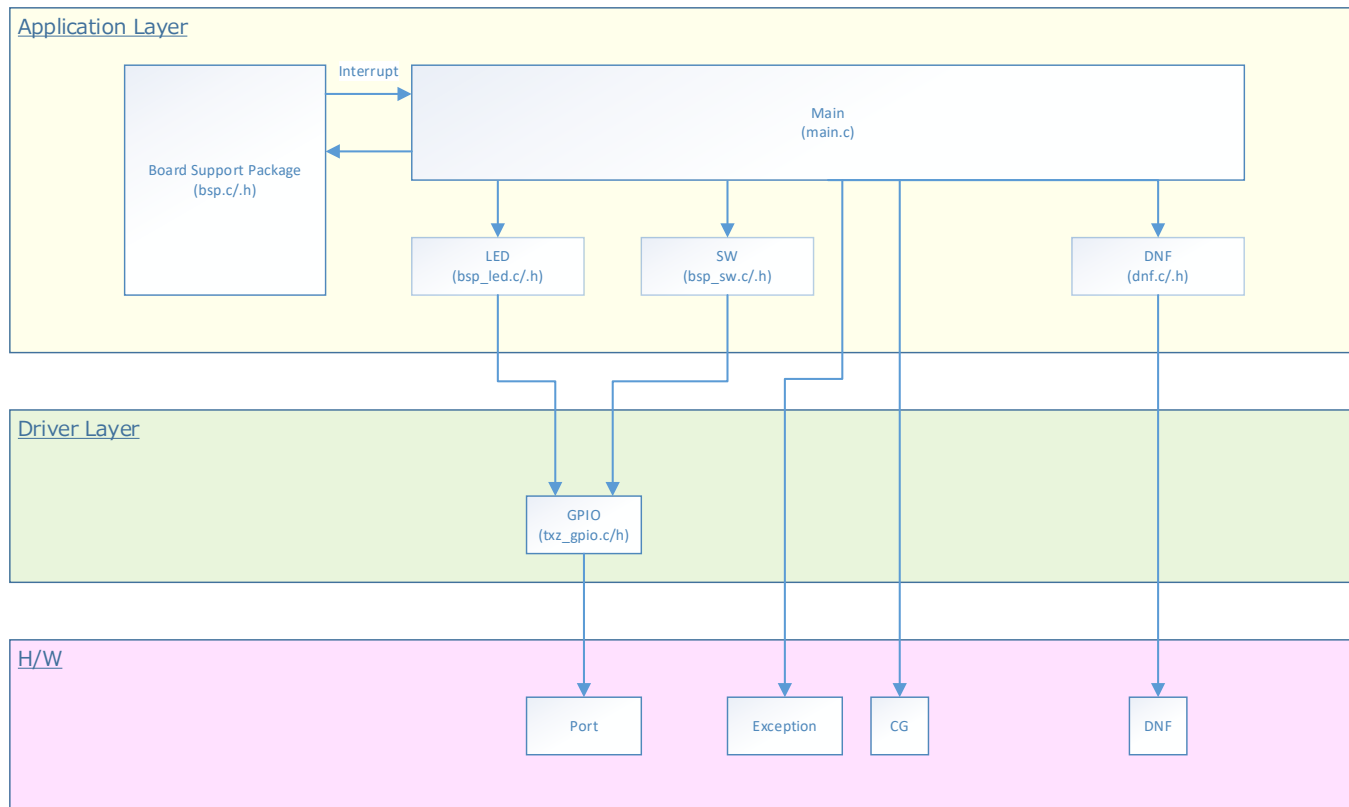 Application Layer
Interrupt
Main
(main.c)
Board Support Package
(bsp.c/.h)
LED
(bsp_led.c/.h)
SW
(bsp_sw.c/.h)
DNF
(dnf.c/.h)
Driver Layer
GPIO
(txz_gpio.c/h)
H/W
Port
Exception
CG
DNF